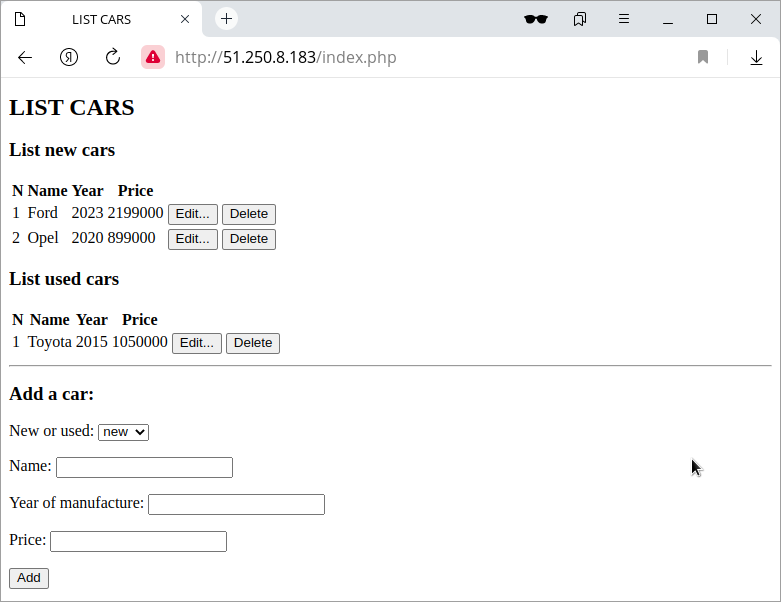 LIST CARS
http://51.250.8.183/index.php
LIST CARS
List new cars
N Name Year Price
1 Ford 2023 2199000 Edit... Delete
2 Opel 2020 899000 Edit... Delete
List used cars
N Name Year Price
1 Toyota 2015 1050000 Edit... Delete
Add a car:
New or used: new
Name:
Year of manufacture:
Price:
Add